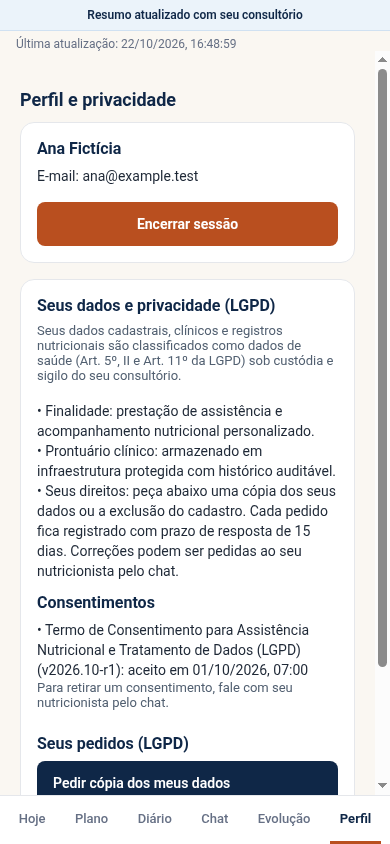 Resumo atualizado com seu consultório
Última atualização: 22/10/2026, 16:48:59
Perfil e privacidade
Ana Fictícia
E-mail: ana@example.test
Encerrar sessão
Seus dados e privacidade (LGPD)
Seus dados cadastrais, clínicos e registros
nutricionais são classificados como dados de
saúde (Art. 5º, II e Art. 11º da LGPD) sob custódia e
sigilo do seu consultório.
• Finalidade: prestação de assistência e
acompanhamento nutricional personalizado.
• Prontuário clínico: armazenado em
infraestrutura protegida com histórico auditável.
• Seus direitos: peça abaixo uma cópia dos seus
dados ou a exclusão do cadastro. Cada pedido
fica registrado com prazo de resposta de 15
dias. Correções podem ser pedidas ao seu
nutricionista pelo chat.
Consentimentos
• Termo de Consentimento para Assistência
Nutricional e Tratamento de Dados (LGPD)
(v2026.10-r1): aceito em 01/10/2026, 07:00
Para retirar um consentimento, fale com seu
nutricionista pelo chat.
Seus pedidos (LGPD)
Pedir cópia dos meus dados
Hoje Plano Diário Chat Evolução Perfil